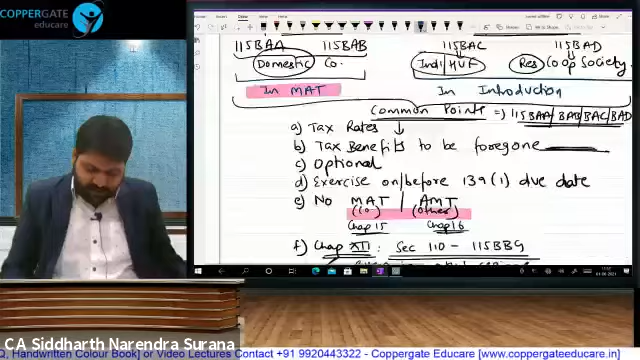 COPPERGATE
educare
115BAA 115BAB 115BAC 115BAD
Domestic Co. Indi HUF Res Coop Society
In MAT In Introduction
Common Points => 115BAA/BAB/BAC/BAD
a) Tax Rates
b) Tax Benefits to be foregone
c) Optional
d) Exercise on/before 139(1) due date
e) No MAT / AMT
(Co) (Other)
Chap 15 Chap 16
f) Chap XII : Sec 110 - 115BBG
CA Siddharth Narendra Surana
Q, Handwritten Colour Book] or Video Lectures Contact +91 9920443322 - Coppergate Educare [www.coppergateeducare.in]